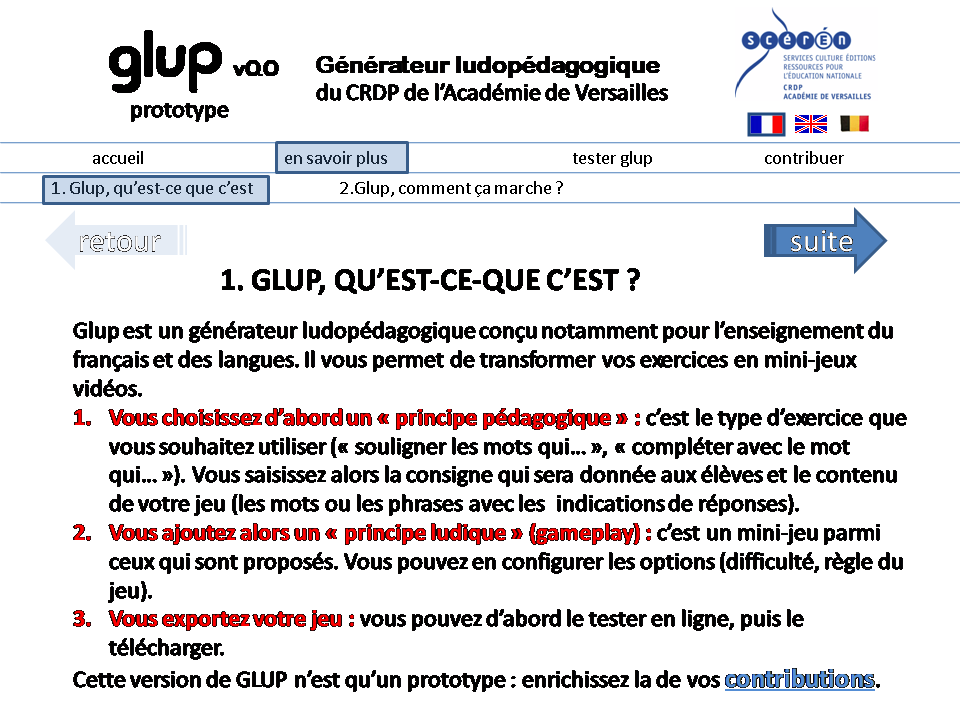 glup v0.0
prototype
Générateur ludopédagogique
du CRDP de l'Académie de Versailles
scérén
SERVICES CULTURE ÉDITIONS
RESSOURCES POUR
L'ÉDUCATION NATIONALE
CRDP
ACADÉMIE DE VERSAILLES
accueil en savoir plus tester glup contribuer
1. Glup, qu'est-ce que c'est 2.Glup, comment ça marche ?
retour suite
1. GLUP, QU'EST-CE-QUE C'EST ?
Glup est un générateur ludopédagogique conçu notamment pour l'enseignement du
français et des langues. Il vous permet de transformer vos exercices en mini-jeux
vidéos.
1. Vous choisissez d'abord un « principe pédagogique » : c'est le type d'exercice que
vous souhaitez utiliser (« souligner les mots qui... », « compléter avec le mot
qui... »). Vous saisissez alors la consigne qui sera donnée aux élèves et le contenu
de votre jeu (les mots ou les phrases avec les indications de réponses).
2. Vous ajoutez alors un « principe ludique » (gameplay) : c'est un mini-jeu parmi
ceux qui sont proposés. Vous pouvez en configurer les options (difficulté, règle du
jeu).
3. Vous exportez votre jeu : vous pouvez d'abord le tester en ligne, puis le
télécharger.
Cette version de GLUP n'est qu'un prototype : enrichissez la de vos contributions.